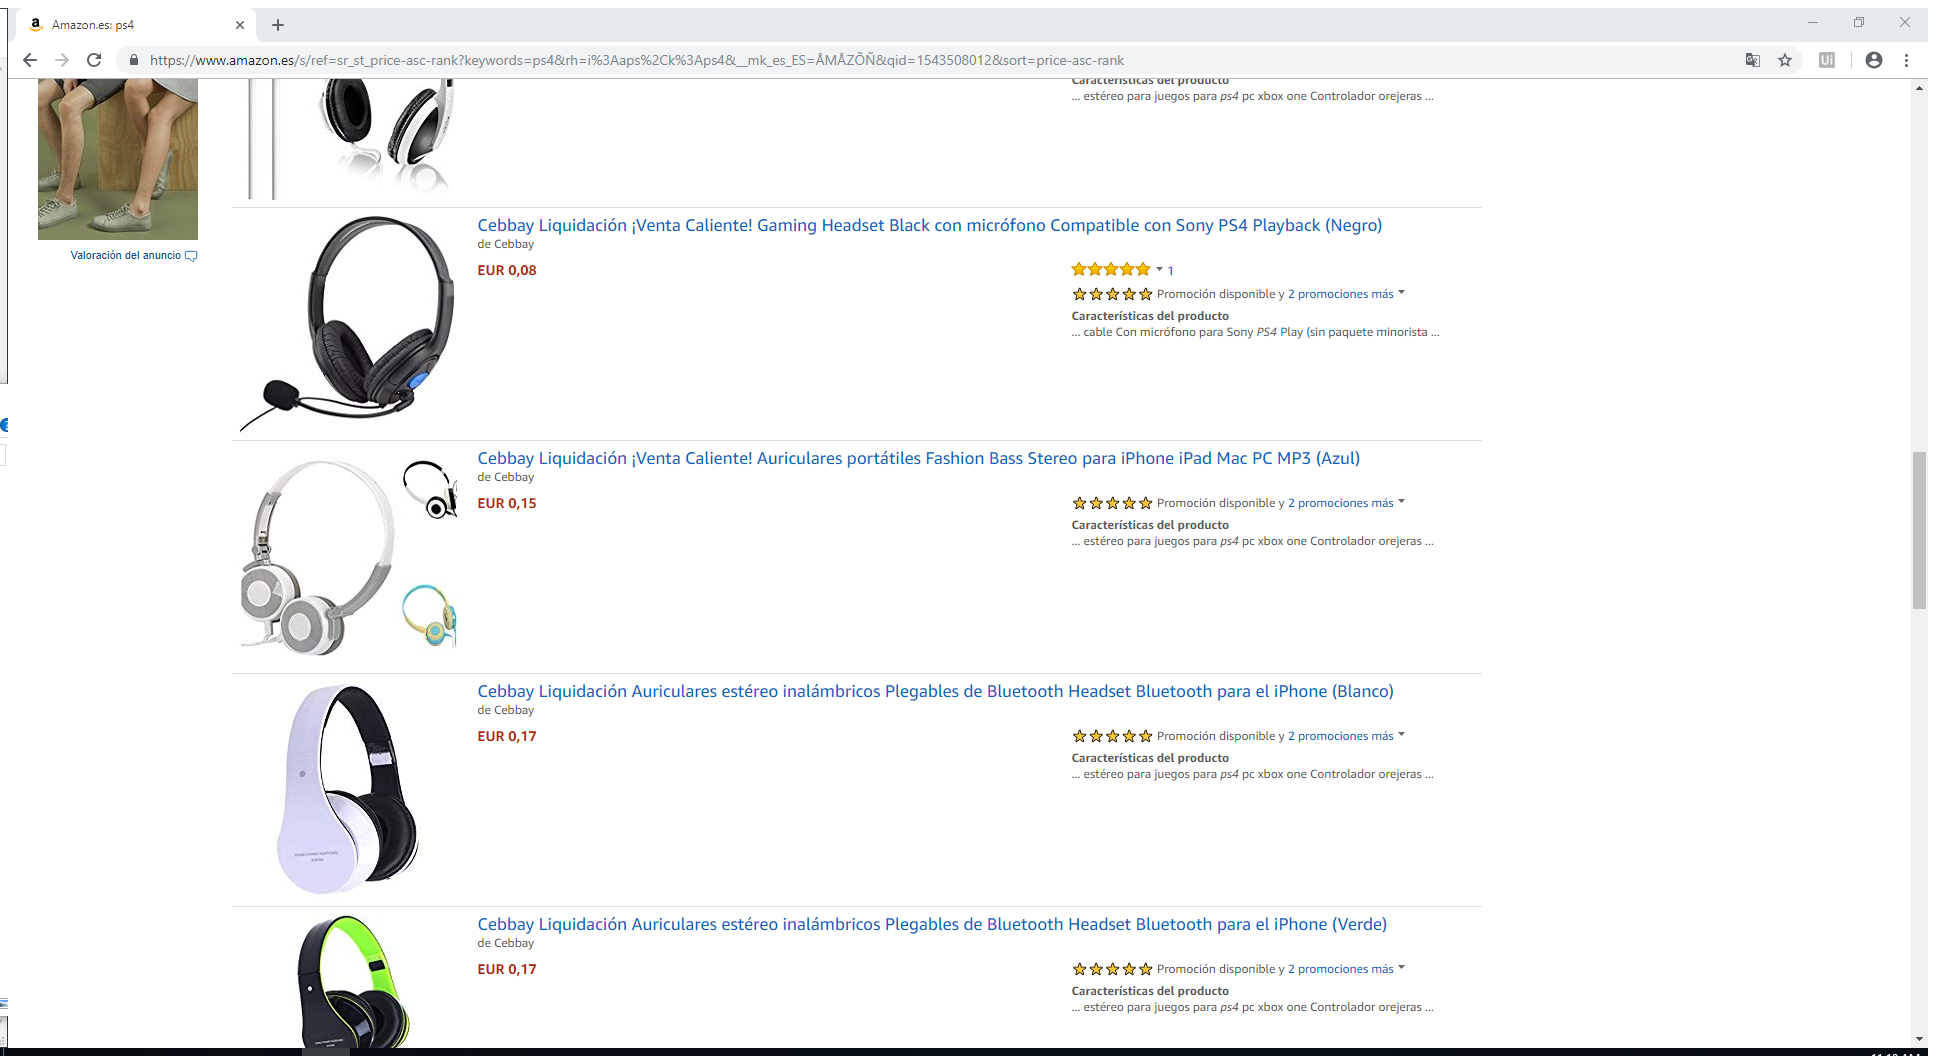 Amazon.es: ps4
https://www.amazon.es/s/ref=sr_st_price-asc-rank?keywords=ps4&rh=i%3Aaps%2Ck%3Aps4&__mk_es_ES=ÅMÅŽÕÑ&qid=1543508012&sort=price-asc-rank
Ui
Características del producto
... estéreo para juegos para ps4 pc xbox one Controlador orejeras ...
Valoración del anuncio
Cebbay Liquidación ¡Venta Caliente! Gaming Headset Black con micrófono Compatible con Sony PS4 Playback (Negro)
de Cebbay
EUR 0,08
1
Promoción disponible y 2 promociones más
Características del producto
... cable Con micrófono para Sony PS4 Play (sin paquete minorista ...
Cebbay Liquidación ¡Venta Caliente! Auriculares portátiles Fashion Bass Stereo para iPhone iPad Mac PC MP3 (Azul)
de Cebbay
EUR 0,15
Promoción disponible y 2 promociones más
Características del producto
... estéreo para juegos para ps4 pc xbox one Controlador orejeras ...
Cebbay Liquidación Auriculares estéreo inalámbricos Plegables de Bluetooth Headset Bluetooth para el iPhone (Blanco)
de Cebbay
EUR 0,17
Promoción disponible y 2 promociones más
Características del producto
... estéreo para juegos para ps4 pc xbox one Controlador orejeras ...
Cebbay Liquidación Auriculares estéreo inalámbricos Plegables de Bluetooth Headset Bluetooth para el iPhone (Verde)
de Cebbay
EUR 0,17
Promoción disponible y 2 promociones más
Características del producto
... estéreo para juegos para ps4 pc xbox one Controlador orejeras ...